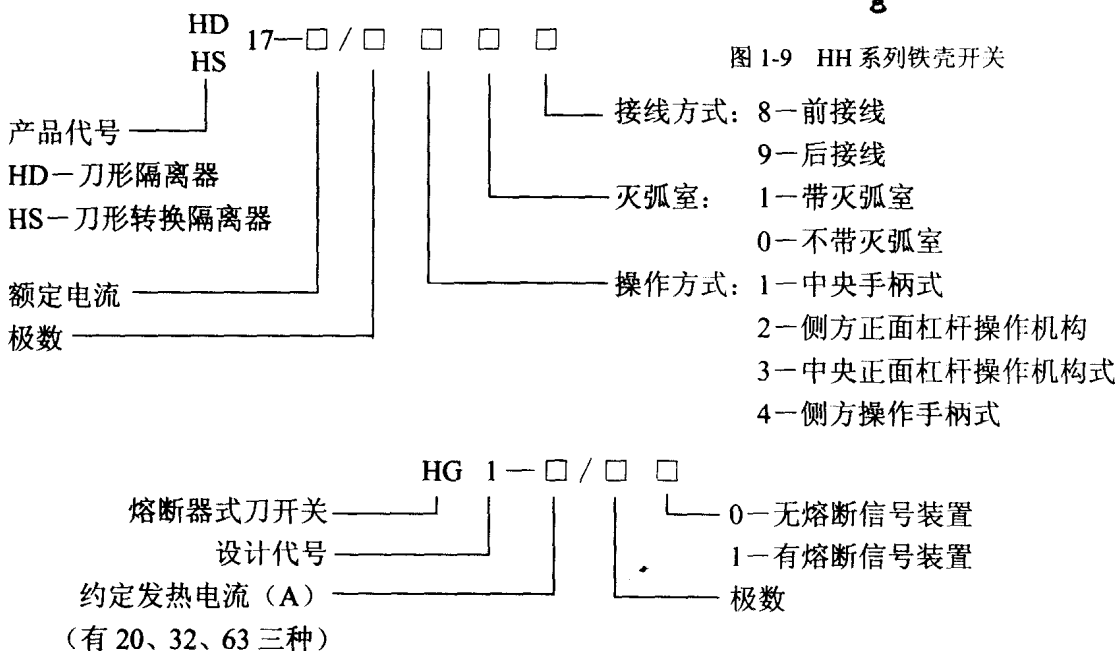 g
HD
HS 17—□/□ □ □ □
图 1-9 HH 系列铁壳开关
产品代号
HD－刀形隔离器
HS－刀形转换隔离器
额定电流
极数
接线方式：8－前接线
9－后接线
灭弧室： 1－带灭弧室
0－不带灭弧室
操作方式：1－中央手柄式
2－侧方正面杠杆操作机构
3－中央正面杠杆操作机构式
4－侧方操作手柄式
HG 1—□/□ □
熔断器式刀开关
设计代号
约定发热电流（A）
（有 20、32、63 三种）
0－无熔断信号装置
1－有熔断信号装置
极数